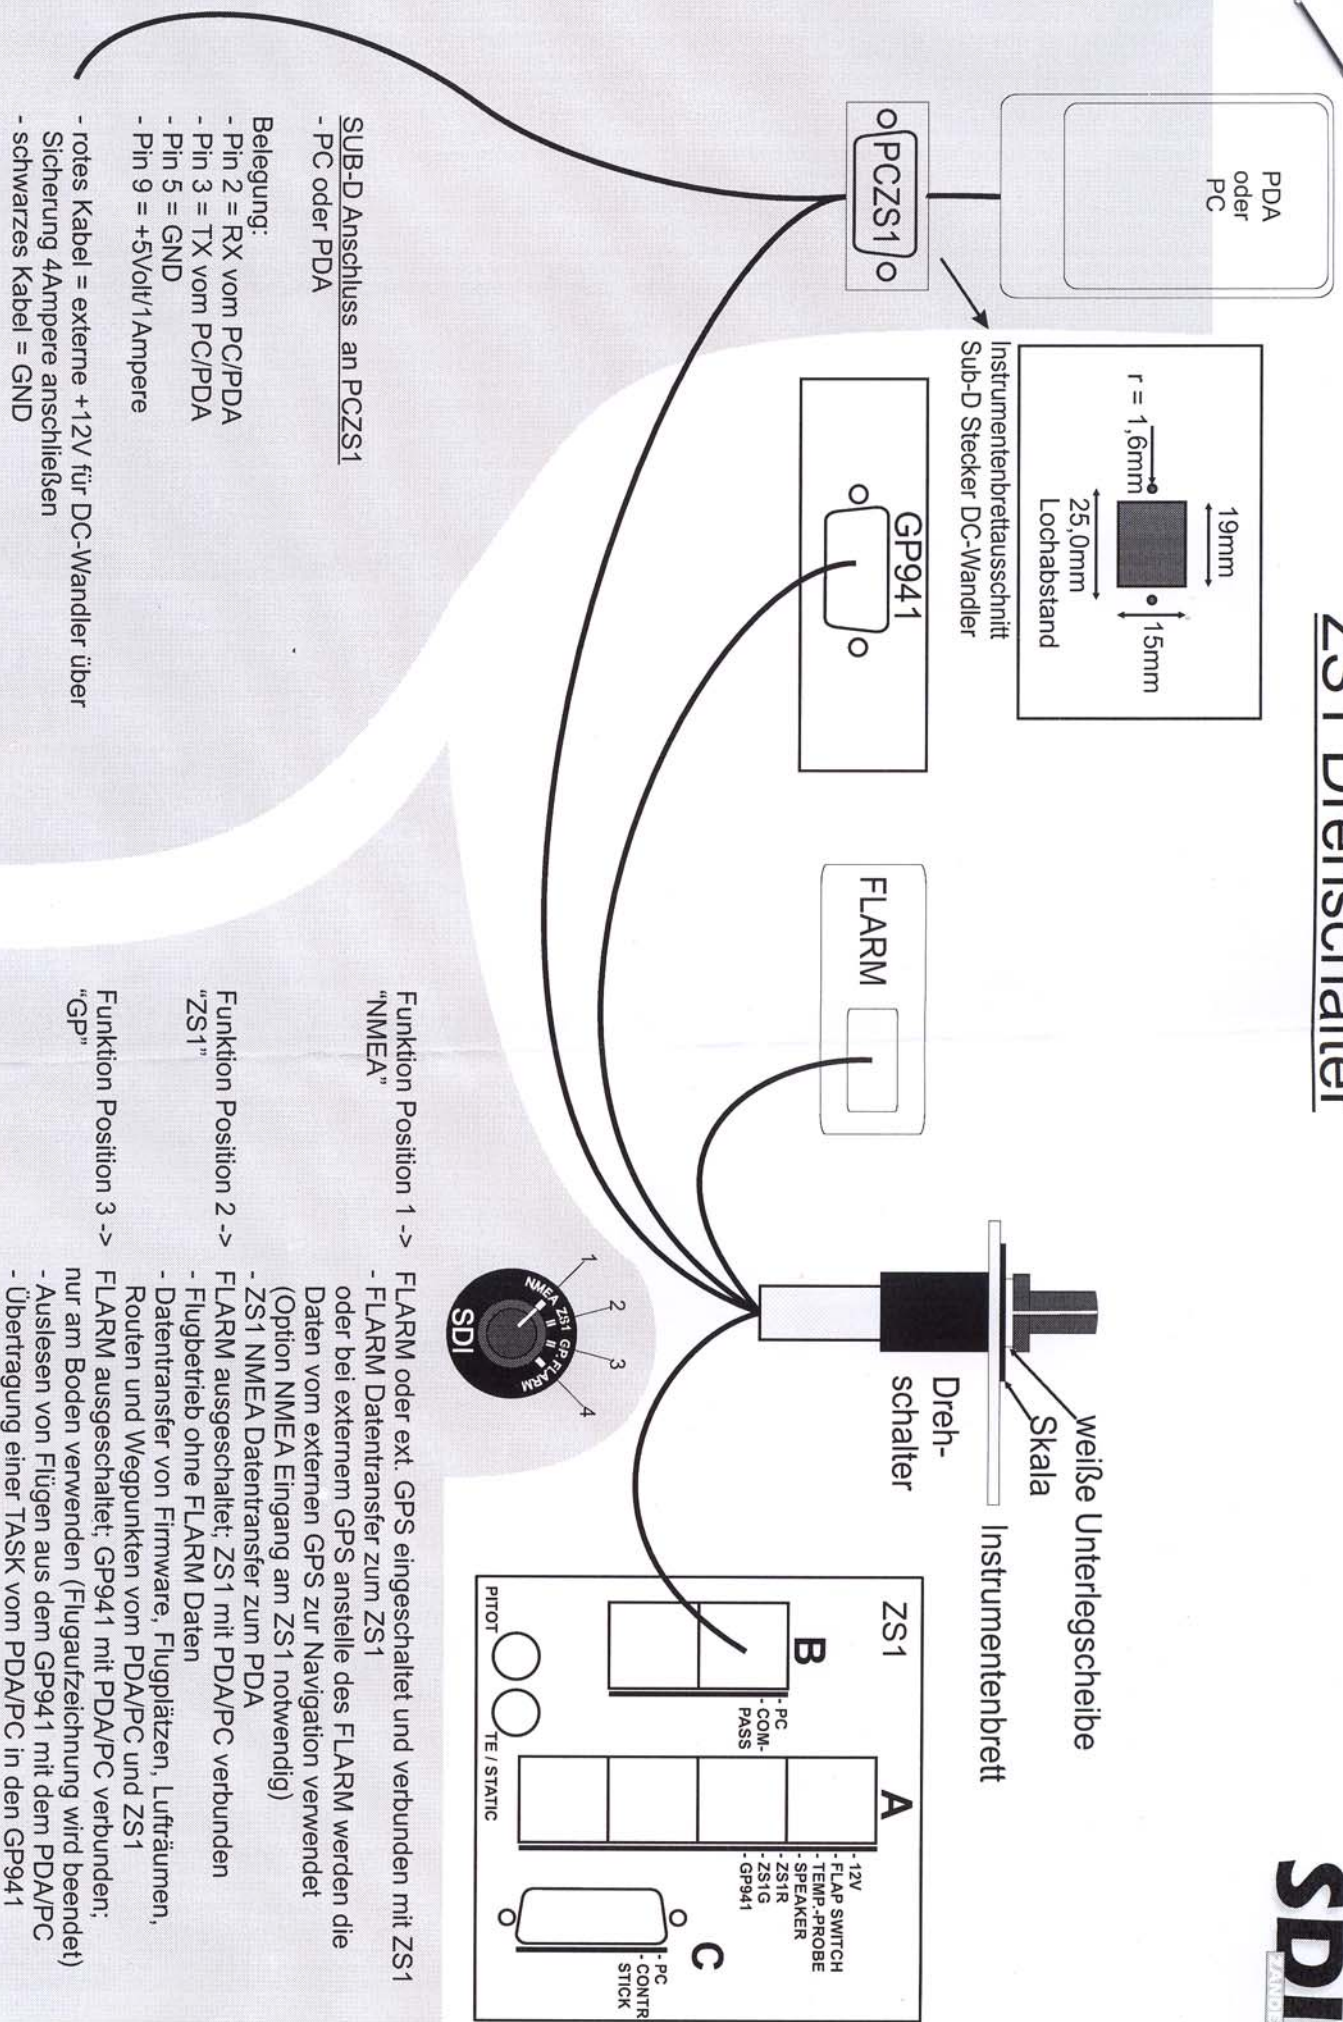 ZS1 Drehschalter
SDI
ZANDE
PDA
oder
PC
PCZS1
19mm
15mm
r = 1,6mm
25,0mm
Lochabstand
Instrumentenbrettausschnitt
Sub-D Stecker DC-Wandler
GP941
FLARM
weiße Unterlegscheibe
Skala
Instrumentenbrett
Dreh-
schalter
ZS1
B
- PC
- COM-
PASS
A
- 12V
- FLAP SWITCH
- TEMP.-PROBE
- SPEAKER
- ZS1R
- ZS1G
- GP941
C
- PC
- CONTR
STICK
PITOT
TE / STATIC
SUB-D Anschluss an PCZS1
- PC oder PDA
Belegung:
- Pin 2 = RX vom PC/PDA
- Pin 3 = TX vom PC/PDA
- Pin 5 = GND
- Pin 9 = +5Volt/1Ampere
- rotes Kabel = externe +12V für DC-Wandler über
Sicherung 4Ampere anschließen
- schwarzes Kabel = GND
1
2
3
4
NMEA ZS1 GP. FLARM
SDI
Funktion Position 1 -> FLARM oder ext. GPS eingeschaltet und verbunden mit ZS1
“NMEA” - FLARM Datentransfer zum ZS1
oder bei externem GPS anstelle des FLARM werden die
Daten vom externen GPS zur Navigation verwendet
(Option NMEA Eingang am ZS1 notwendig)
- ZS1 NMEA Datentransfer zum PDA
Funktion Position 2 -> FLARM ausgeschaltet; ZS1 mit PDA/PC verbunden
“ZS1” - Flugbetrieb ohne FLARM Daten
- Datentransfer von Firmware, Flugplätzen, Lufträumen,
Routen und Wegpunkten vom PDA/PC und ZS1
Funktion Position 3 -> FLARM ausgeschaltet; GP941 mit PDA/PC verbunden;
“GP” nur am Boden verwenden (Flugaufzeichnung wird beendet)
- Auslesen von Flügen aus dem GP941 mit dem PDA/PC
- Übertragung einer TASK vom PDA/PC in den GP941